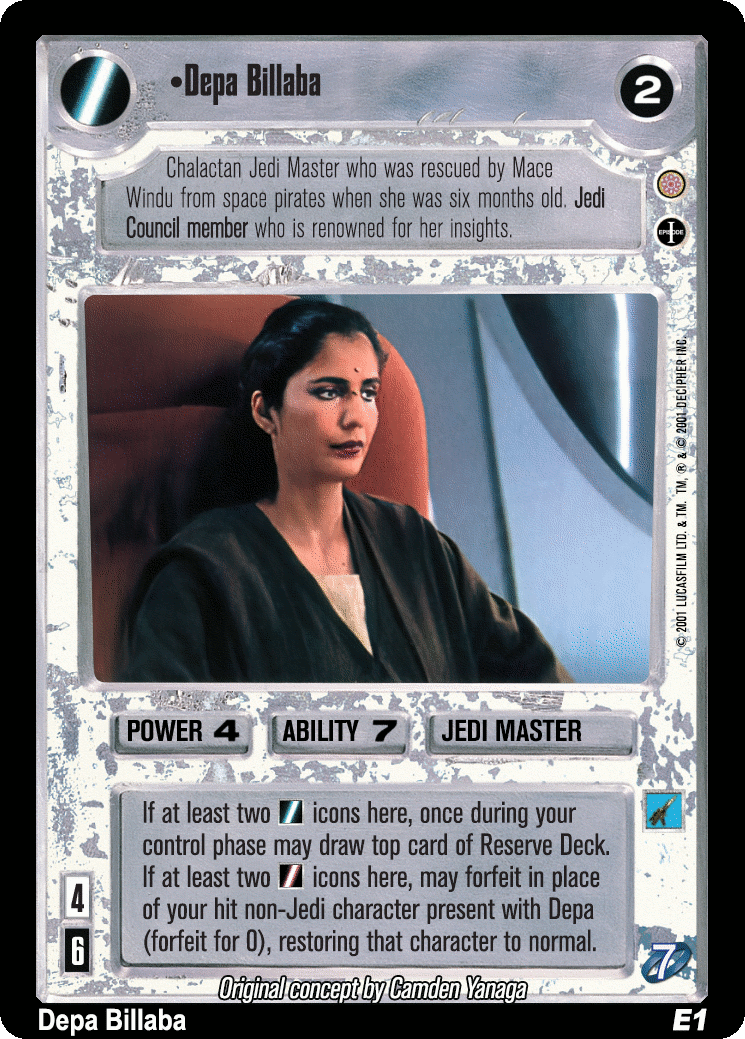 •Depa Billaba
2
Chalactan Jedi Master who was rescued by Mace
Windu from space pirates when she was six months old. Jedi
Council member who is renowned for her insights.
EPISODE
I
© 2001 LUCASFILM LTD. & TM. TM, ® & © 2001 DECIPHER INC.
POWER 4
ABILITY 7
JEDI MASTER
If at least two icons here, once during your
control phase may draw top card of Reserve Deck.
If at least two icons here, may forfeit in place
of your hit non-Jedi character present with Depa
(forfeit for 0), restoring that character to normal.
4
6
7
Original concept by Camden Yanaga
Depa Billaba
E1